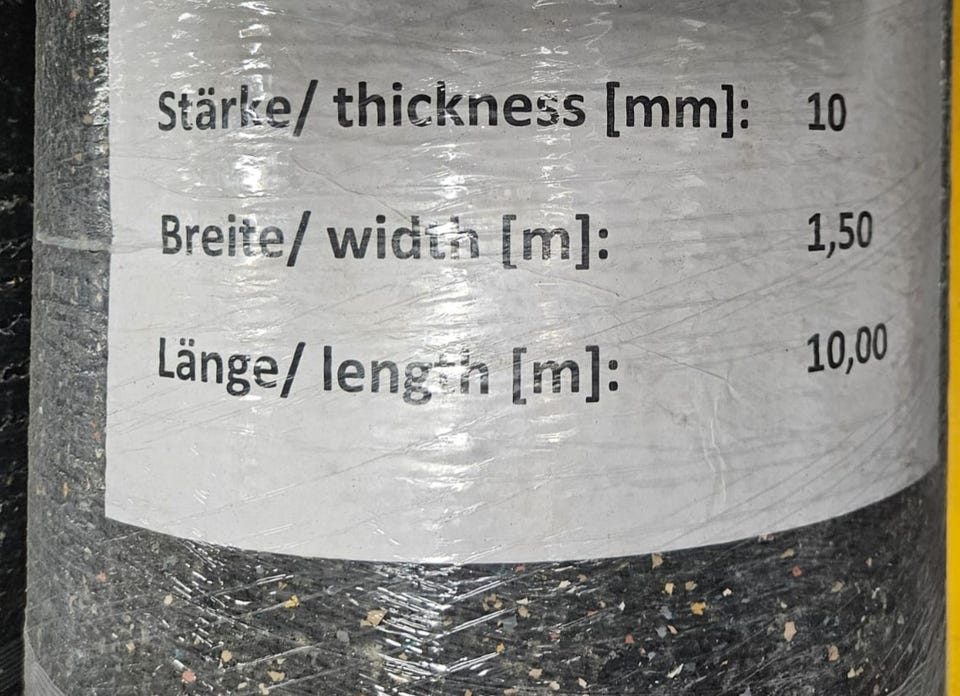 Stärke/ thickness [mm]: 10
Breite/ width [m]: 1,50
Länge/ length [m]: 10,00